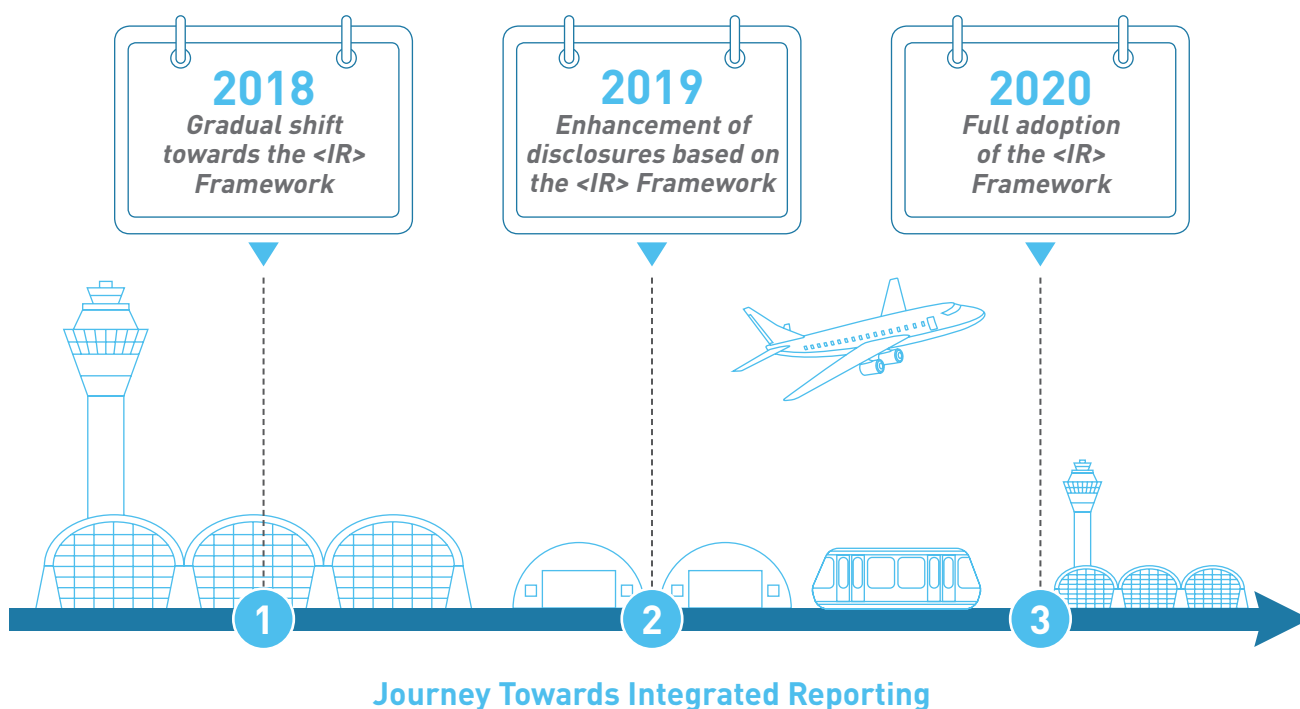 2018
Gradual shift
towards the <IR>
Framework
2019
Enhancement of
disclosures based on
the <IR> Framework
2020
Full adoption
of the <IR>
Framework
1
2
3
Journey Towards Integrated Reporting